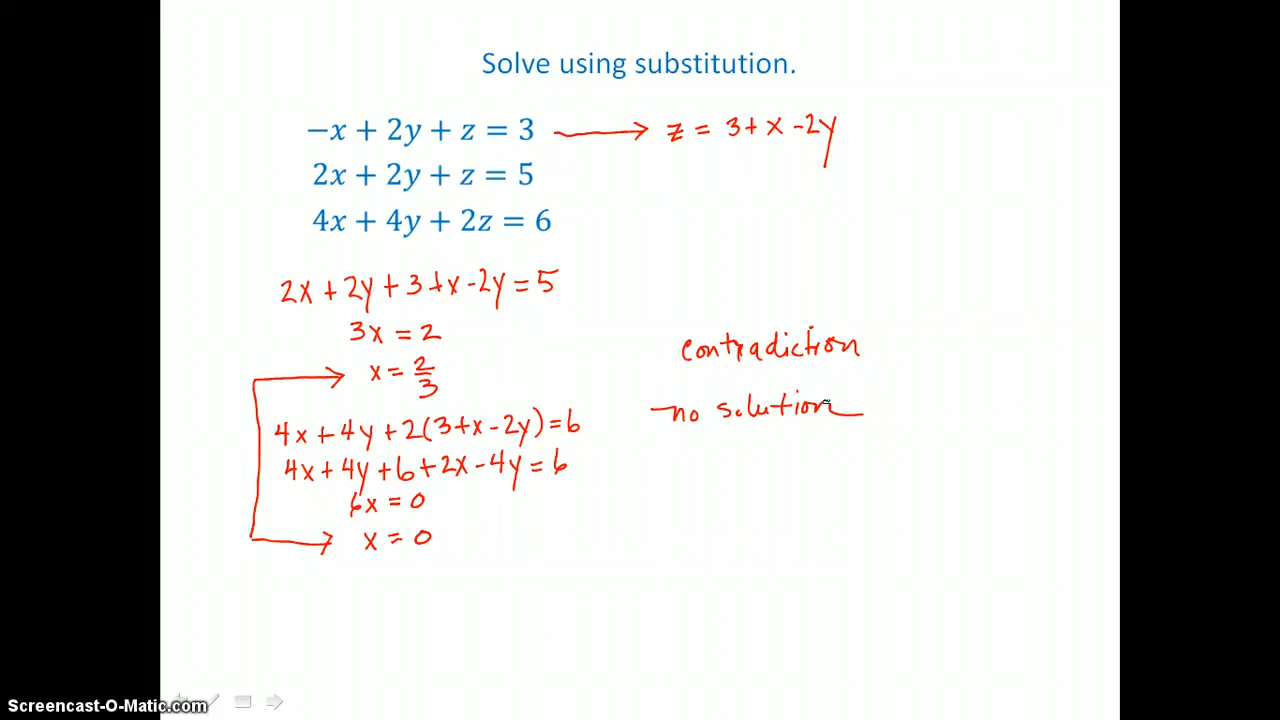 Solve using substitution.
−x + 2y + z = 3 → z = 3 + x - 2y
2x + 2y + z = 5
4x + 4y + 2z = 6
2x + 2y + 3 + x - 2y = 5
3x = 2
x = 2/3
contradiction
no solution
4x + 4y + 2(3 + x - 2y) = 6
4x + 4y + 6 + 2x - 4y = 6
6x = 0
x = 0
Screencast-O-Matic.com